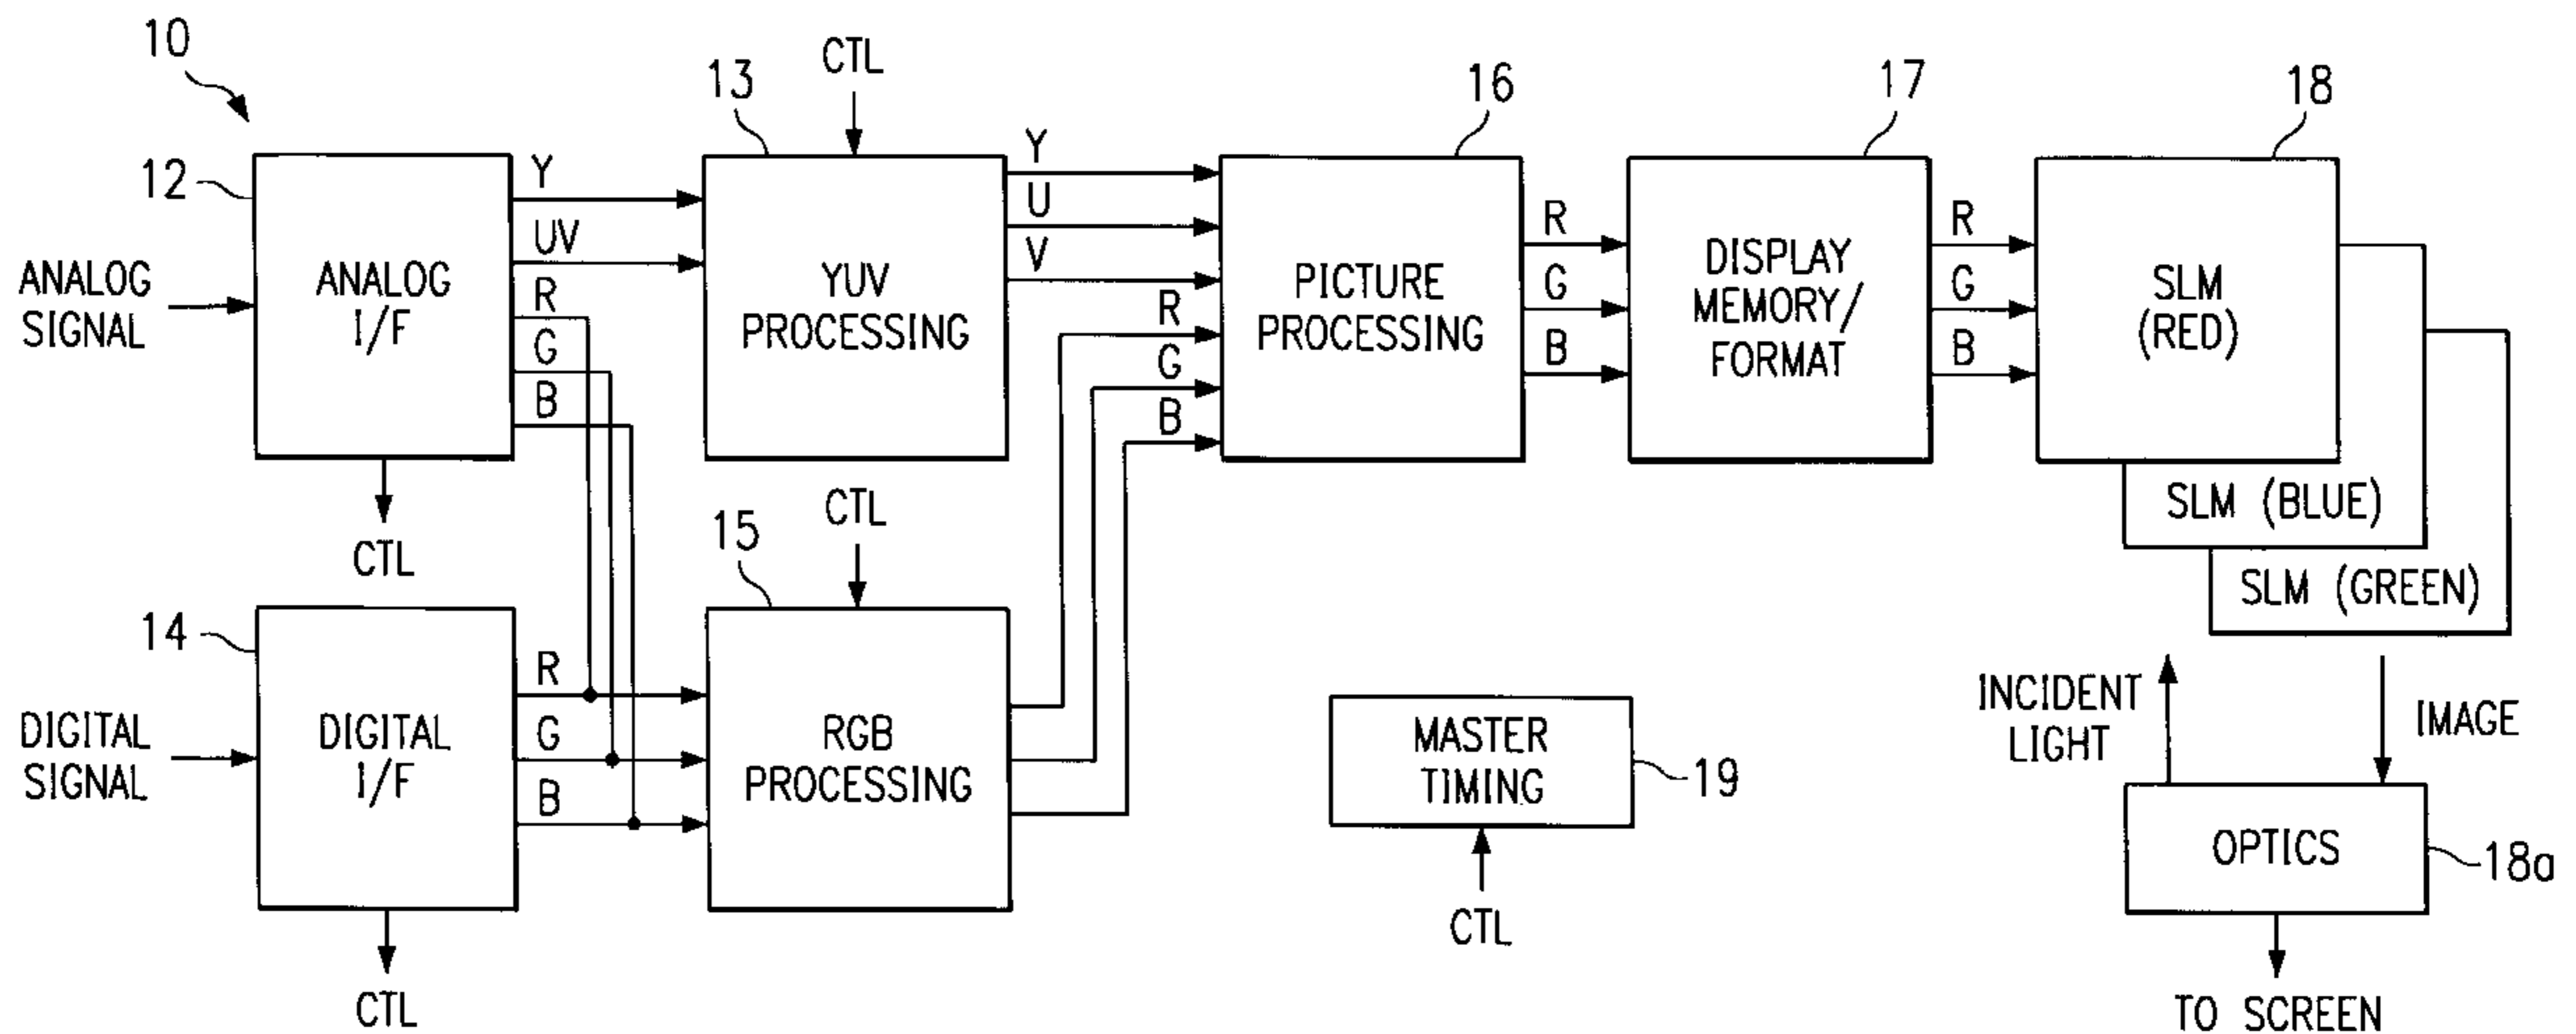 10
12
ANALOG
SIGNAL
ANALOG
I/F
Y
UV
R
G
B
CTL
13
CTL
YUV
PROCESSING
Y
U
V
R
G
B
16
PICTURE
PROCESSING
R
G
B
17
DISPLAY
MEMORY/
FORMAT
R
G
B
18
SLM
(RED)
SLM (BLUE)
SLM (GREEN)
14
DIGITAL
SIGNAL
DIGITAL
I/F
R
G
B
CTL
15
CTL
RGB
PROCESSING
MASTER
TIMING
19
CTL
INCIDENT
LIGHT
IMAGE
OPTICS
18a
TO SCREEN